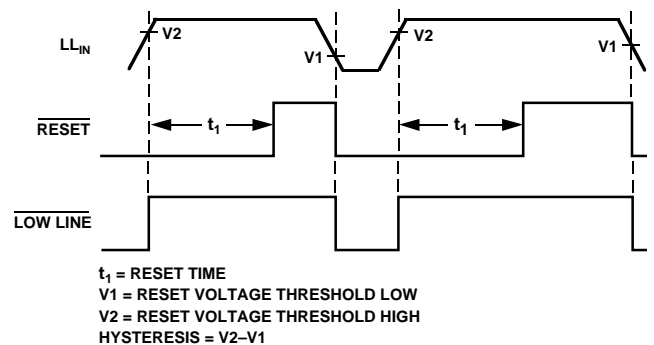 LLIN
V2
V1
V2
V1
RESET
t1
t1
LOW LINE
t1 = RESET TIME
V1 = RESET VOLTAGE THRESHOLD LOW
V2 = RESET VOLTAGE THRESHOLD HIGH
HYSTERESIS = V2–V1